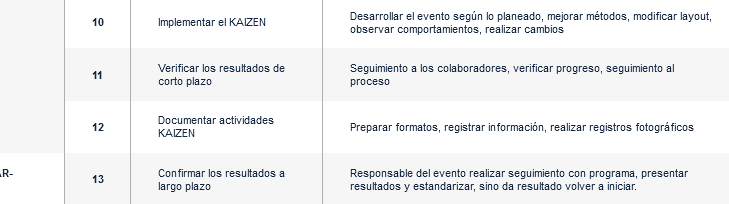 10
Implementar el KAIZEN
Desarrollar el evento según lo planeado, mejorar métodos, modificar layout,
observar comportamientos, realizar cambios
11
Verificar los resultados de
corto plazo
Seguimiento a los colaboradores, verificar progreso, seguimiento al
proceso
12
Documentar actividades
KAIZEN
Preparar formatos, registrar información, realizar registros fotográficos
AR-
13
Confirmar los resultados a
largo plazo
Responsable del evento realizar seguimiento con programa, presentar
resultados y estandarizar, sino da resultado volver a iniciar.